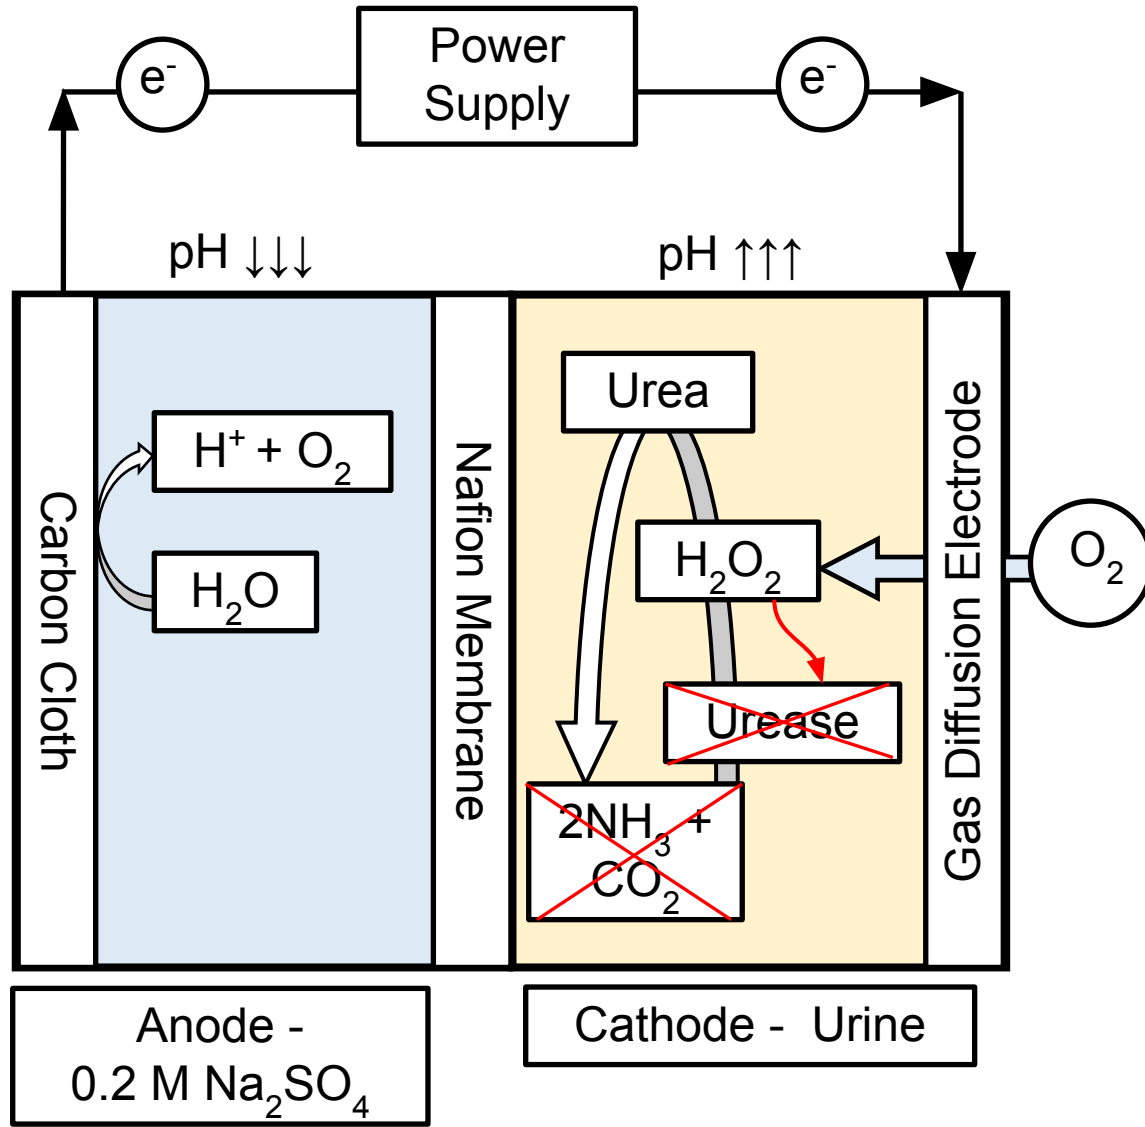 e⁻
Power
Supply
e⁻
pH ↓↓↓
pH ↑↑↑
Carbon Cloth
H⁺ + O₂
H₂O
Nafion Membrane
Urea
H₂O₂
Urease
2NH₃ +
CO₂
Gas Diffusion Electrode
O₂
Anode -
0.2 M Na₂SO₄
Cathode - Urine